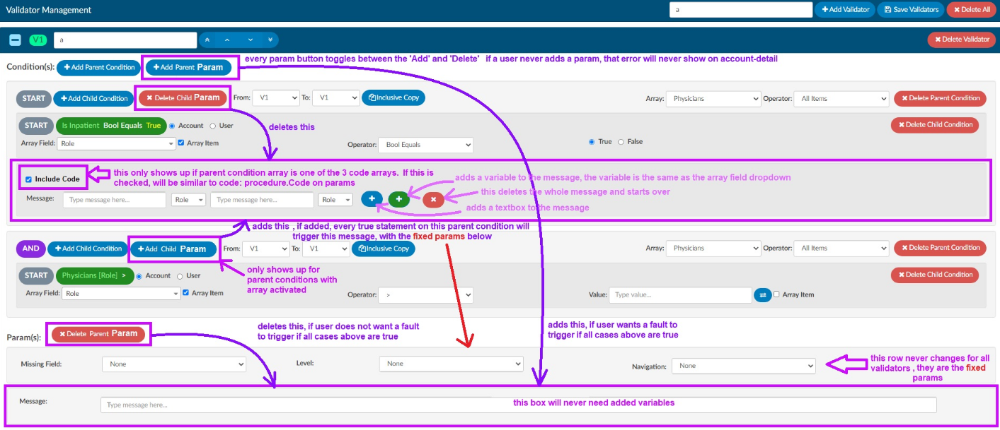 Validator Management
a
+ Add Validator
Save Validators
✖ Delete All
V1
a
✖ Delete Validator
every param button toggles between the 'Add' and 'Delete' if a user never adds a param, that error will never show on account-detail
Condition(s):
+ Add Parent Condition
+ Add Parent Param
START
+ Add Child Condition
✖ Delete Child Param
From:
V1
To:
V1
Inclusive Copy
Array:
Physicians
Operator:
All Items
✖ Delete Parent Condition
START
Is Inpatient Bool Equals True
Account
User
deletes this
✖ Delete Child Condition
Array Field:
Role
Array Item
Operator:
Bool Equals
True
False
Include Code
this only shows up if parent condition array is one of the 3 code arrays. If this is
checked, will be similar to code: procedure.Code on params
adds a variable to the message, the variable is the same as the array field dropdown
this deletes the whole message and starts over
Message:
Type message here...
Role
Type message here...
Role
+
+
✖
adds a textbox to the message
adds this , if added, every true statement on this parent condition will
trigger this message, with the fixed params below
AND
+ Add Child Condition
+ Add Child Param
From:
V1
To:
V1
Inclusive Copy
Array:
Physicians
Operator:
All Items
✖ Delete Parent Condition
START
Physicians [Role] >
Account
User
only shows up for
parent conditions with
array activated
✖ Delete Child Condition
Array Field:
Role
Array Item
Operator:
>
Value:
Type value...
Array Item
Param(s):
✖ Delete Parent Param
deletes this, if user does not want a fault
to trigger if all cases above are true
adds this, if user wants a fault to
trigger if all cases above are true
Missing Field:
None
Level:
None
Navigation:
None
this row never changes for all
validators , they are the fixed
params
Message:
Type message here...
this box will never need added variables